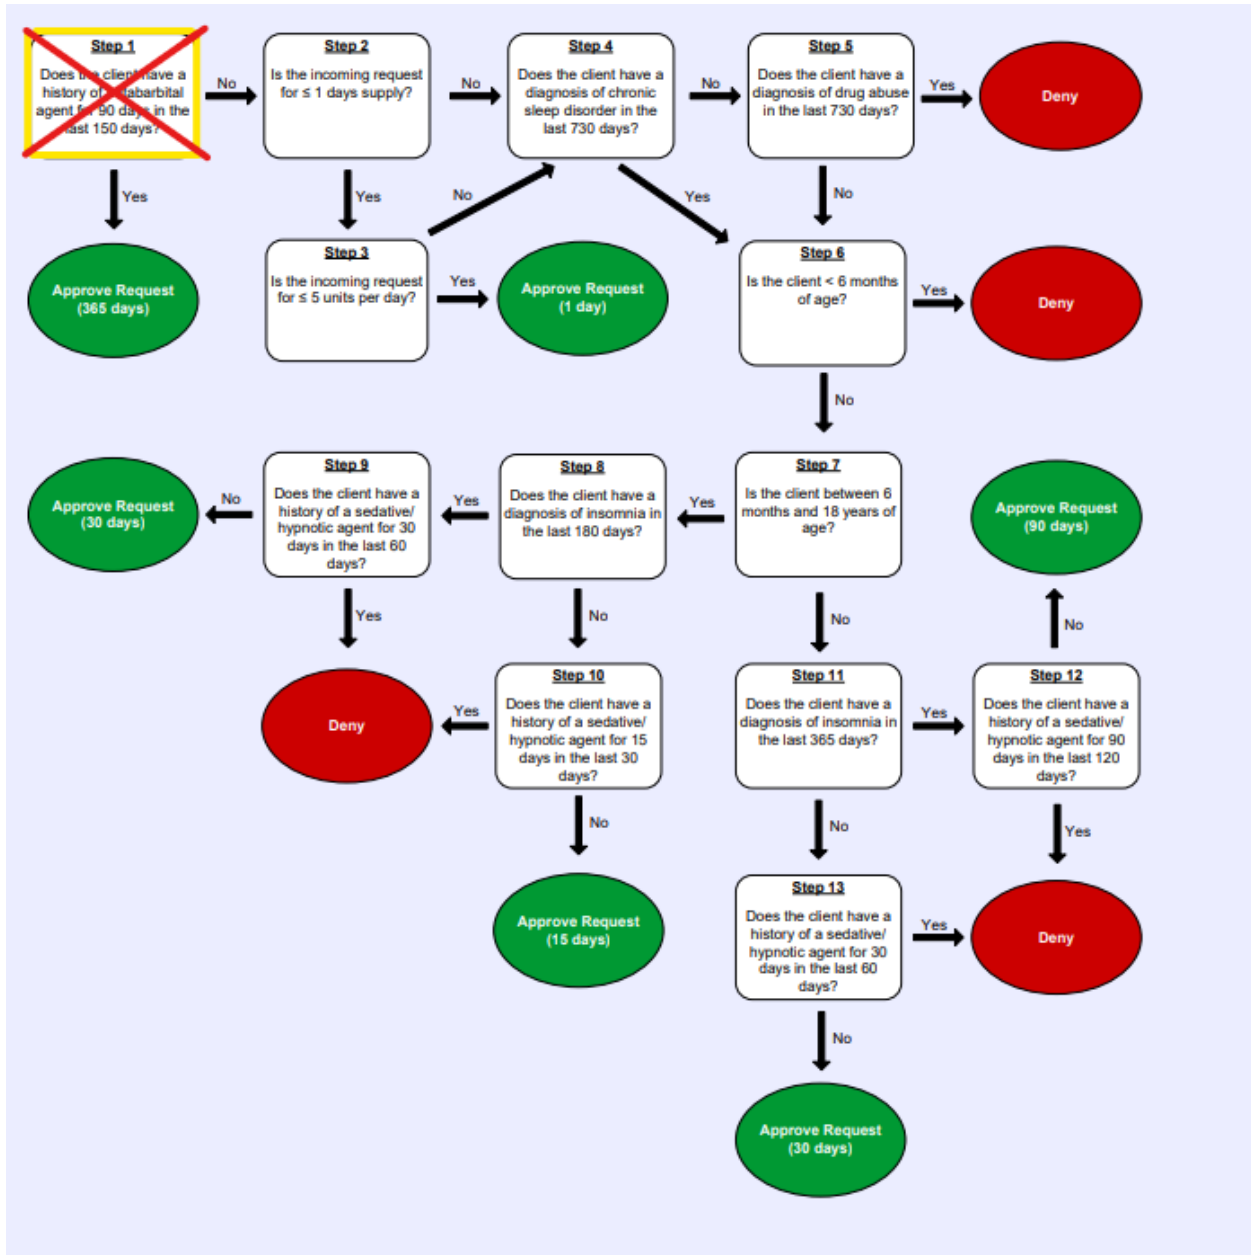 Step 1
Does the client have a
history of
agent for 90 days in the
last 150 days?
No
Step 2
Is the incoming request
for ≤ 1 days supply?
No
Step 4
Does the client have a
diagnosis of chronic
sleep disorder in the
last 730 days?
No
Step 5
Does the client have a
diagnosis of drug abuse
in the last 730 days?
Yes
Deny
Yes
Yes
No
Yes
No
Approve Request
(365 days)
Step 3
Is the incoming request
for ≤ 5 units per day?
Yes
Approve Request
(1 day)
Step 6
Is the client < 6 months
of age?
Yes
Deny
No
Approve Request
(30 days)
No
Step 9
Does the client have a
history of a sedative/
hypnotic agent for 30
days in the last 60
days?
Yes
Step 8
Does the client have a
diagnosis of insomnia in
the last 180 days?
Yes
Step 7
Is the client between 6
months and 18 years of
age?
Approve Request
(90 days)
Yes
No
No
No
Deny
Yes
Step 10
Does the client have a
history of a sedative/
hypnotic agent for 15
days in the last 30
days?
Step 11
Does the client have a
diagnosis of insomnia in
the last 365 days?
Yes
Step 12
Does the client have a
history of a sedative/
hypnotic agent for 90
days in the last 120
days?
No
No
Yes
Approve Request
(15 days)
Step 13
Does the client have a
history of a sedative/
hypnotic agent for 30
days in the last 60
days?
Yes
Deny
No
Approve Request
(30 days)